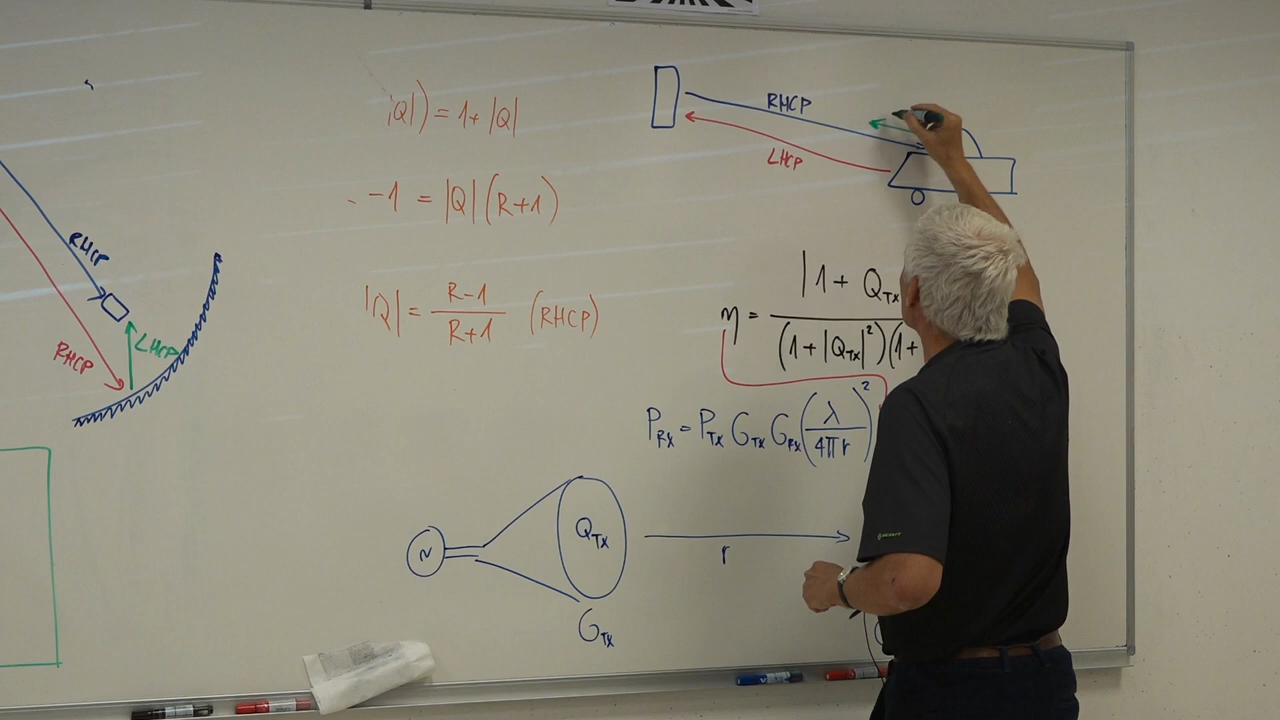 RHCP
RHCP
LHCP
|Q|) = 1 + |Q|
-1 = |Q| (R+1)
|Q| = R-1 / R+1 (RHCP)
RHCP
LHCP
η = |1 + Q_TX / (1+|Q_TX|²)(1+
P_RX = P_TX G_TX G_RX (λ / 4πr)²
N
Q_TX
r
G_TX